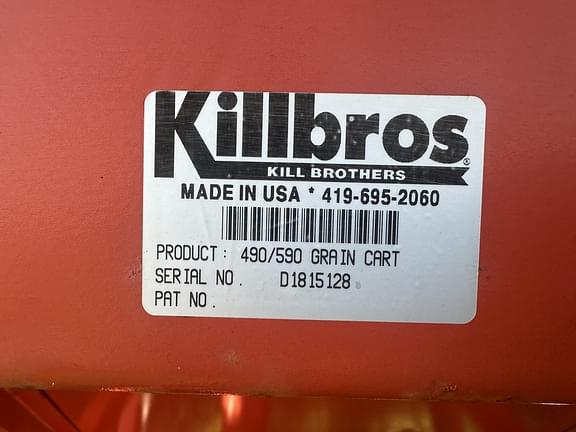 Killbros®
KILL BROTHERS
MADE IN USA * 419-695-2060
PRODUCT: 490/590 GRAIN CART
SERIAL NO. D1815128
PAT NO.